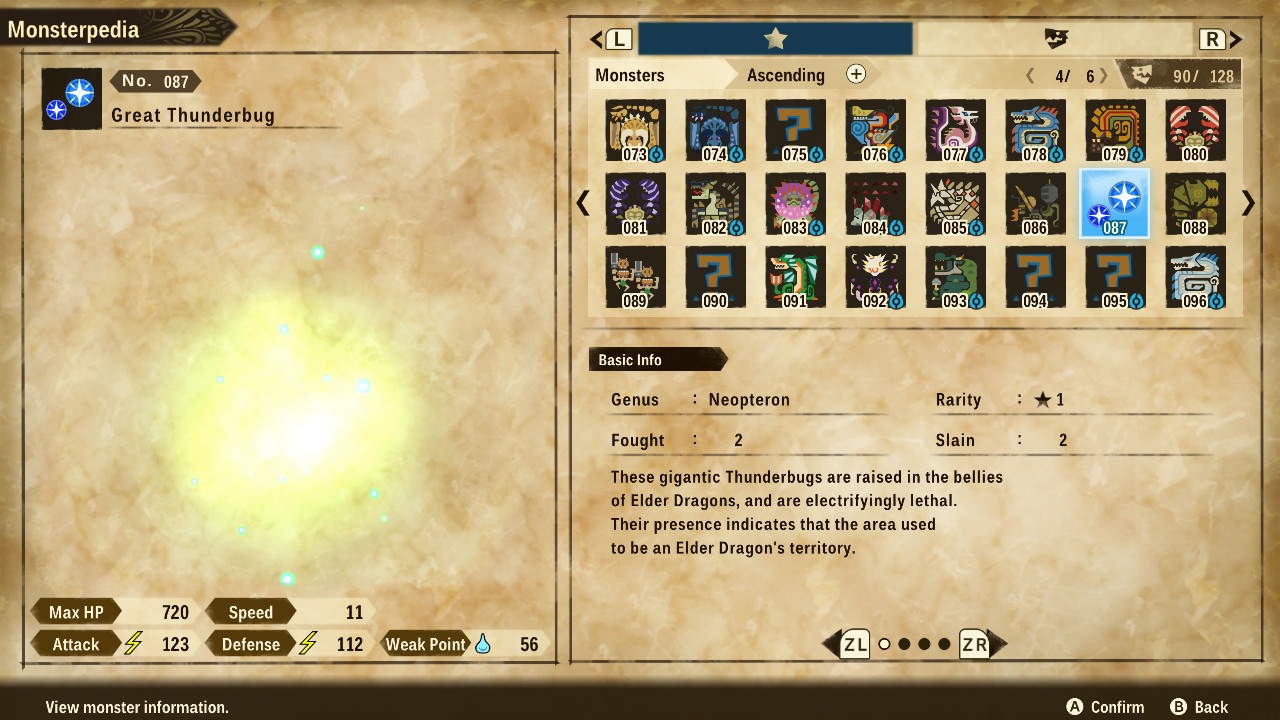 Monsterpedia
No. 087
Great Thunderbug
Max HP 720
Speed 11
Attack 123
Defense 112
Weak Point 56
L
R
Monsters
Ascending
4/ 6
90/ 128
073 074 075 076 077 078 079 080
081 082 083 084 085 086 087 088
089 090 091 092 093 094 095 096
Basic Info
Genus : Neopteron
Rarity : ★ 1
Fought : 2
Slain : 2
These gigantic Thunderbugs are raised in the bellies
of Elder Dragons, and are electrifyingly lethal.
Their presence indicates that the area used
to be an Elder Dragon's territory.
ZL
ZR
View monster information.
A Confirm
B Back